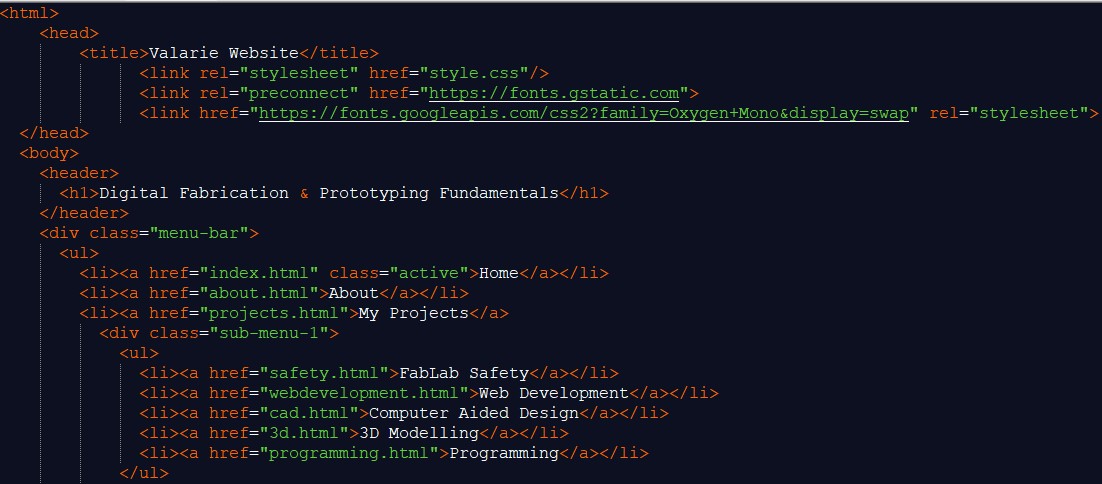 <html>
<head>
<title>Valarie Website</title>
<link rel="stylesheet" href="style.css"/>
<link rel="preconnect" href="https://fonts.gstatic.com">
<link href="https://fonts.googleapis.com/css2?family=Oxygen+Mono&display=swap" rel="stylesheet">
</head>
<body>
<header>
<h1>Digital Fabrication & Prototyping Fundamentals</h1>
</header>
<div class="menu-bar">
<ul>
<li><a href="index.html" class="active">Home</a></li>
<li><a href="about.html">About</a></li>
<li><a href="projects.html">My Projects</a>
<div class="sub-menu-1">
<ul>
<li><a href="safety.html">FabLab Safety</a></li>
<li><a href="webdevelopment.html">Web Development</a></li>
<li><a href="cad.html">Computer Aided Design</a></li>
<li><a href="3d.html">3D Modelling</a></li>
<li><a href="programming.html">Programming</a></li>
</ul>